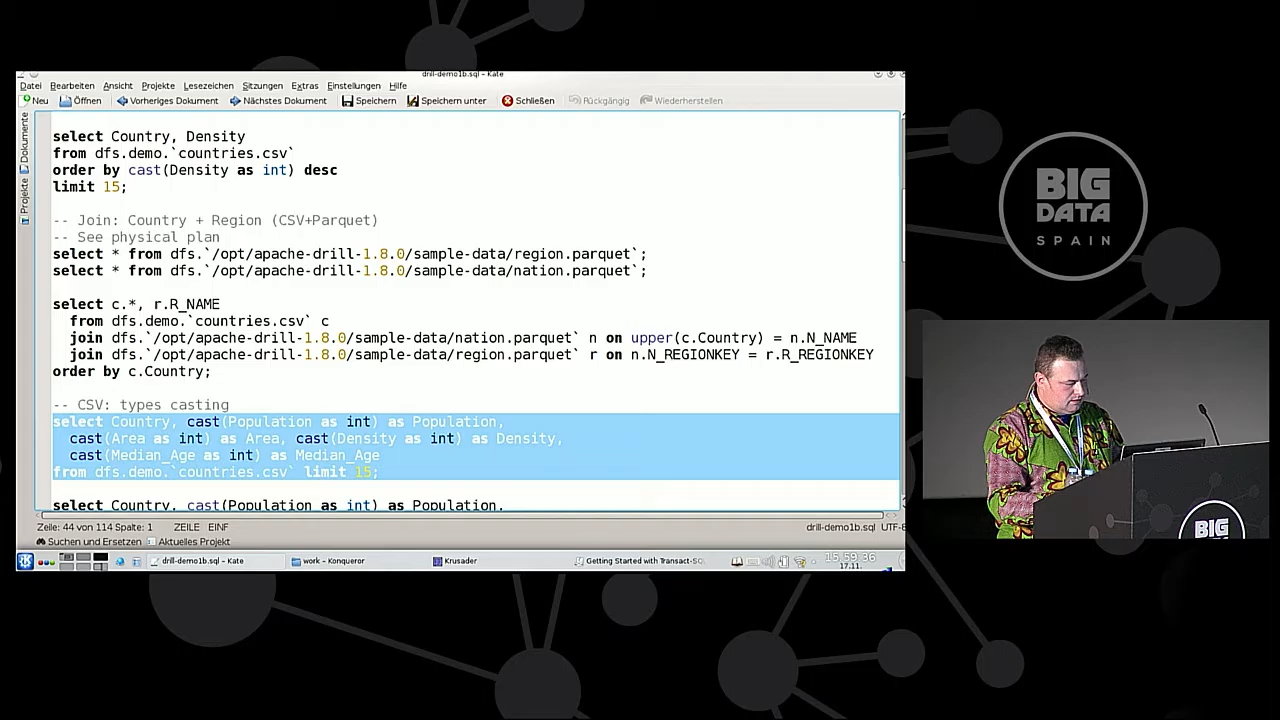 drill-demo1b.sql - Kate
Datei Bearbeiten Ansicht Projekte Lesezeichen Sitzungen Extras Einstellungen Hilfe
Neu Öffnen Vorheriges Dokument Nächstes Dokument Speichern Speichern unter Schließen Rückgängig Wiederherstellen
Dokumente
Projekte
select Country, Density
from dfs.demo.`countries.csv`
order by cast(Density as int) desc
limit 15;
-- Join: Country + Region (CSV+Parquet)
-- See physical plan
select * from dfs.`/opt/apache-drill-1.8.0/sample-data/region.parquet`;
select * from dfs.`/opt/apache-drill-1.8.0/sample-data/nation.parquet`;
select c.*, r.R_NAME
from dfs.demo.`countries.csv` c
join dfs.`/opt/apache-drill-1.8.0/sample-data/nation.parquet` n on upper(c.Country) = n.N_NAME
join dfs.`/opt/apache-drill-1.8.0/sample-data/region.parquet` r on n.N_REGIONKEY = r.R_REGIONKEY
order by c.Country;
-- CSV: types casting
select Country, cast(Population as int) as Population,
cast(Area as int) as Area, cast(Density as int) as Density,
cast(Median_Age as int) as Median_Age
from dfs.demo.`countries.csv` limit 15;
select Country, cast(Population as int) as Population,
Zeile: 44 von 114 Spalte: 1 ZEILE EINF drill-demo1b.sql UTF-8
Suchen und Ersetzen Aktuelles Projekt
drill-demo1b.sql - Kate work - Konqueror Krusader Getting Started with Transact-SQ 15:59:36
17.11.
BIG
DATA
SPAIN
BIG